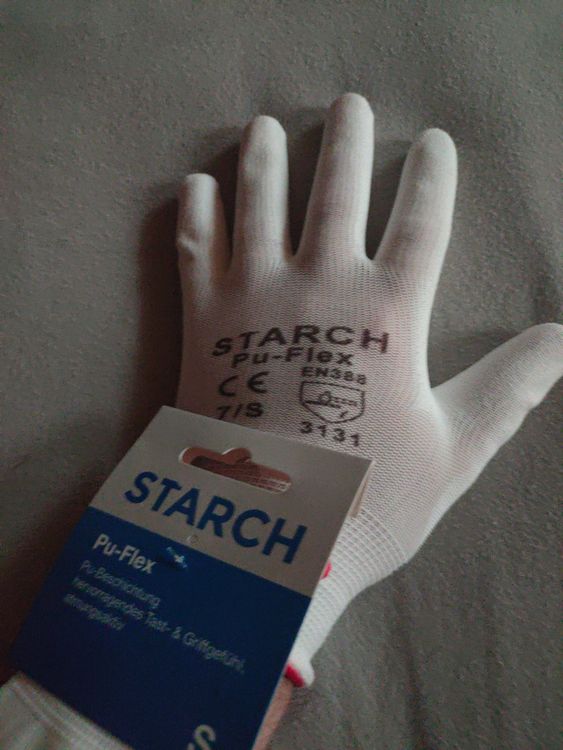 STARCH
Pu-Flex
CE EN388
7/S
3131
STARCH
Pu-Flex
Pu-Beschichtung
hervorragendes Tast- & Griffgefühl,
atmungsaktiv
S